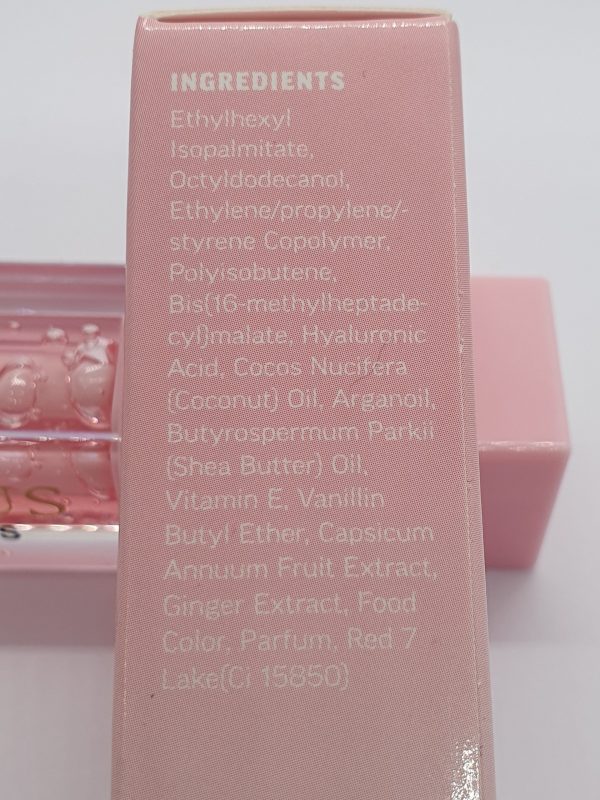 INGREDIENTS
Ethylhexyl
Isopalmitate,
Octyldodecanol,
Ethylene/propylene/-
styrene Copolymer,
Polyisobutene,
Bis(16-methylheptade-
cyl)malate, Hyaluronic
Acid, Cocos Nucifera
(Coconut) Oil, Arganoil,
Butyrospermum Parkii
(Shea Butter) Oil,
Vitamin E, Vanillin
Butyl Ether, Capsicum
Annuum Fruit Extract,
Ginger Extract, Food
Color, Parfum, Red 7
Lake(Ci 15850)